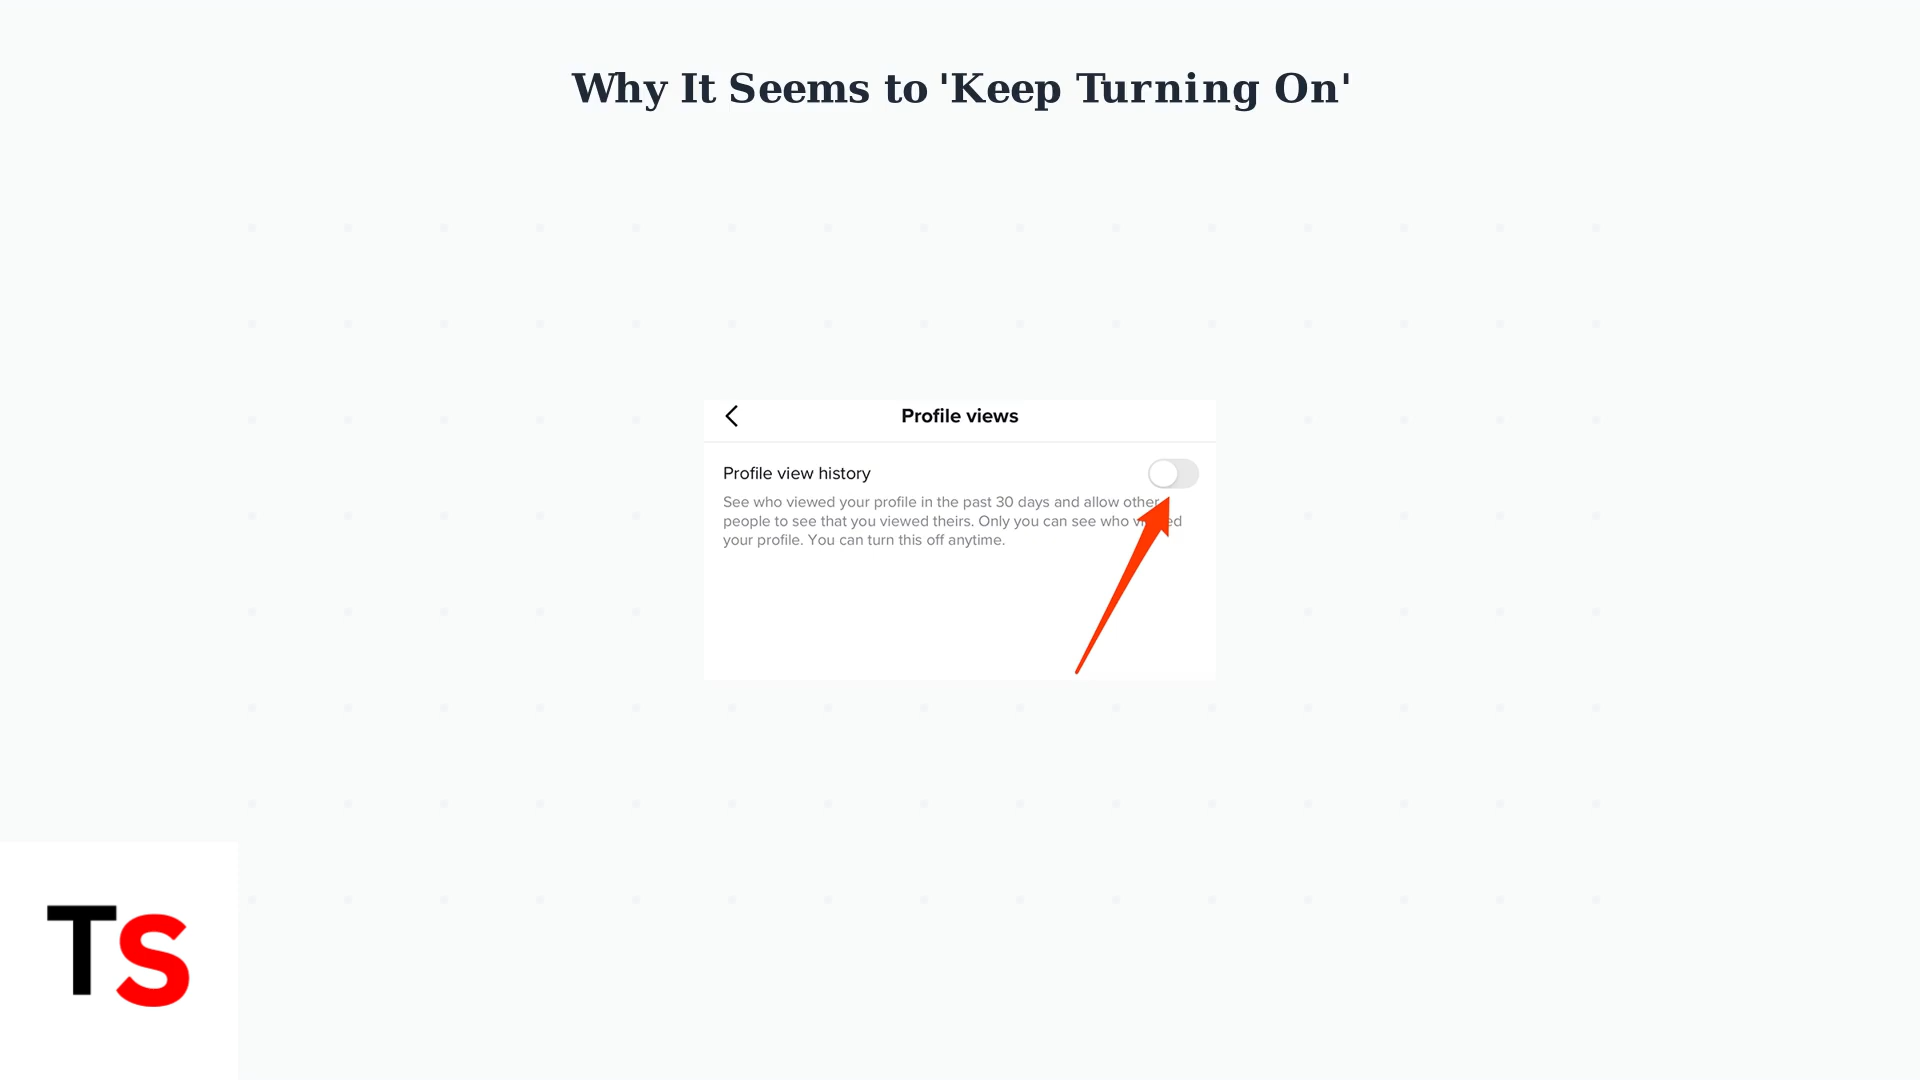 Why It Seems to 'Keep Turning On'
Profile views
Profile view history
See who viewed your profile in the past 30 days and allow other
people to see that you viewed theirs. Only you can see who viewed
your profile. You can turn this off anytime.
TS